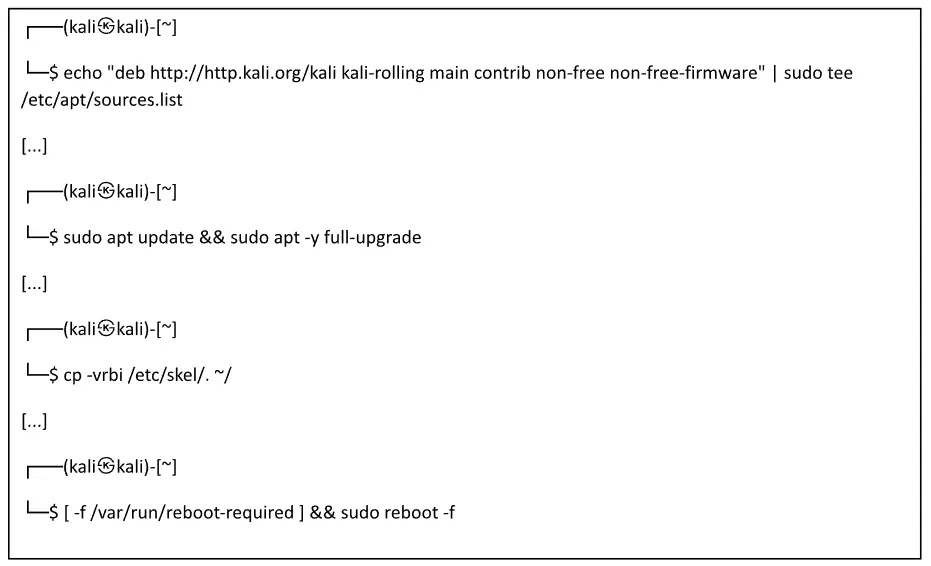 ┌──(kali㉿kali)-[~]
└─$ echo "deb http://http.kali.org/kali kali-rolling main contrib non-free non-free-firmware" | sudo tee
/etc/apt/sources.list
[...]
┌──(kali㉿kali)-[~]
└─$ sudo apt update && sudo apt -y full-upgrade
[...]
┌──(kali㉿kali)-[~]
└─$ cp -vrbi /etc/skel/. ~/
[...]
┌──(kali㉿kali)-[~]
└─$ [ -f /var/run/reboot-required ] && sudo reboot -f